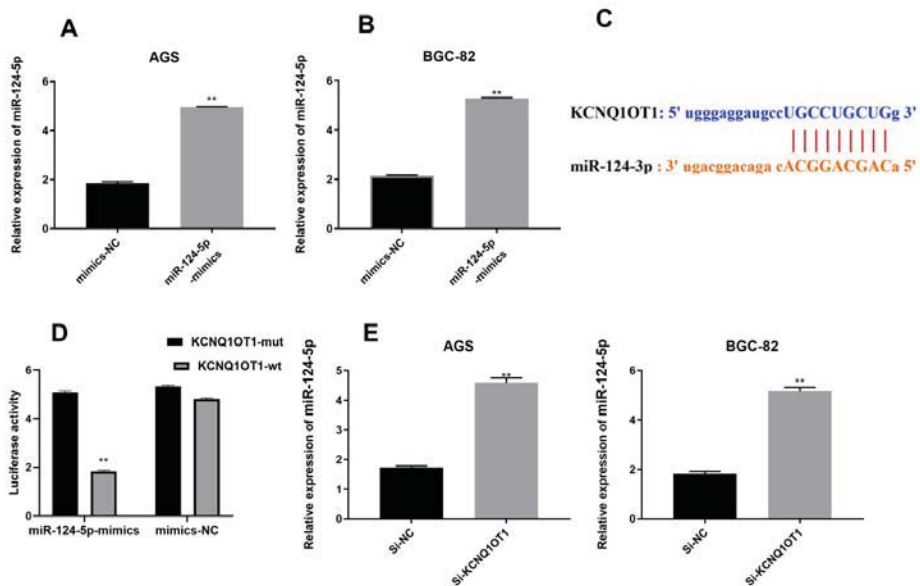 A
AGS
Relative expression of miR-124-5p
6
4
2
0
mimics-NC
miR-124-5p
-mimics
**
B
BGC-82
Relative expression of miR-124-5p
6
4
2
0
mimics-NC
miR-124-5p
-mimics
**
C
KCNQ1OT1: 5' ugggaggaugccUGCCUGCUGg 3'
miR-124-3p : 3' ugacggacaga cACGGACGACa 5'
D
KCNQ1OT1-mut
KCNQ1OT1-wt
Luciferase activity
6
4
2
0
**
miR-124-5p-mimics
mimics-NC
E
AGS
Relative expression of miR-124-5p
5
4
3
2
1
0
**
Si-NC
Si-KCNQ1OT1
BGC-82
Relative expression of miR-124-5p
6
4
2
0
**
Si-NC
Si-KCNQ1OT1